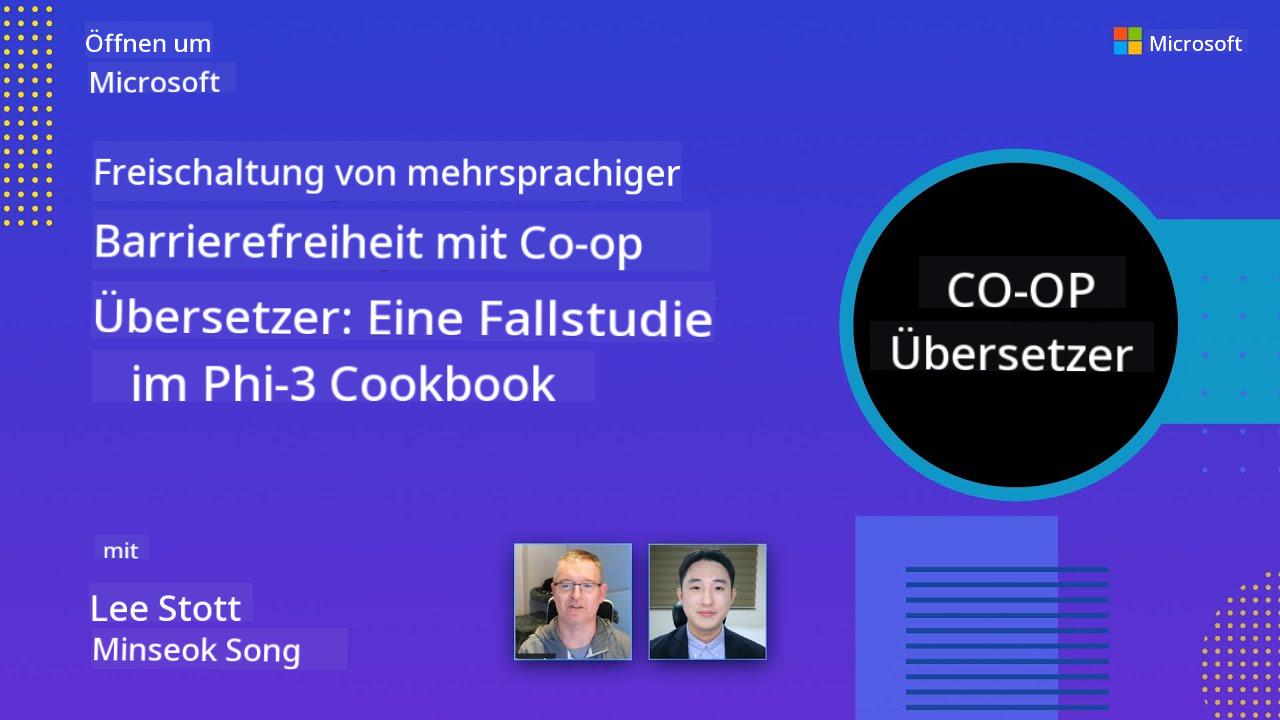 Öffnen um
Microsoft
Microsoft
Freischaltung von mehrsprachiger
Barrierefreiheit mit Co-op
Übersetzer: Eine Fallstudie
im Phi-3 Cookbook
CO-OP
Übersetzer
mit
Lee Stott
Minseok Song